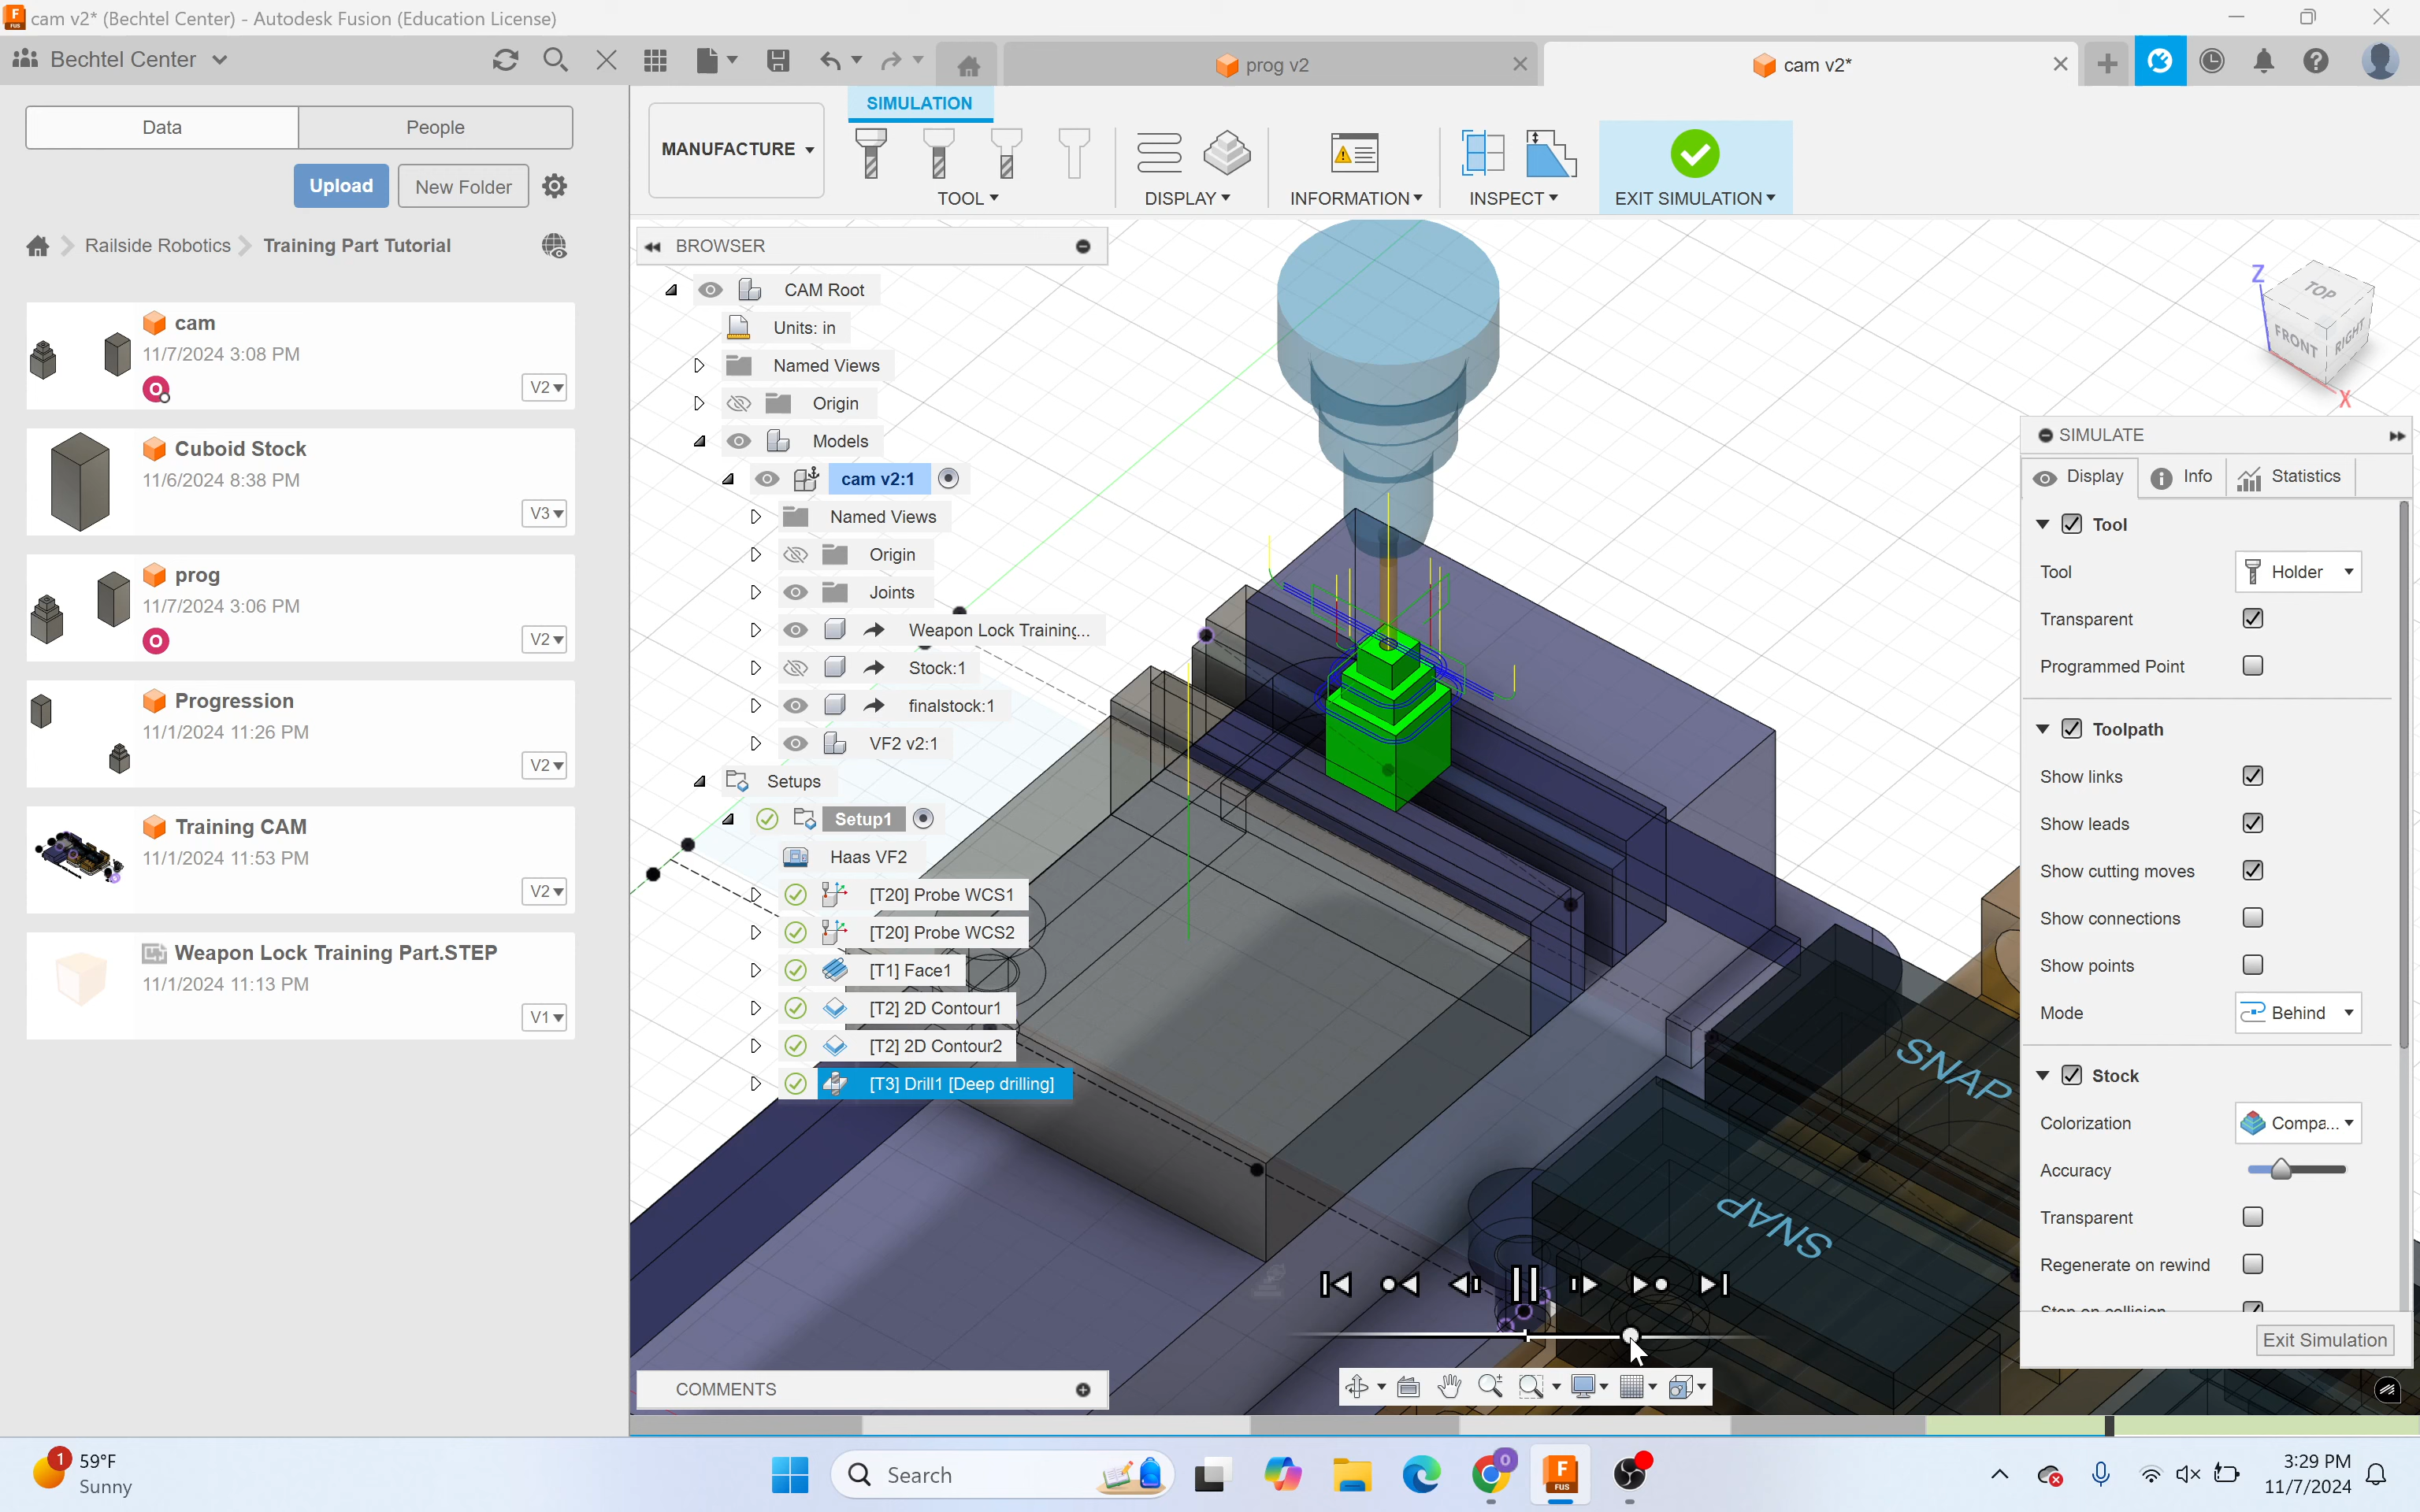 cam v2* (Bechtel Center) - Autodesk Fusion (Education License)
Bechtel Center
prog v2
cam v2*
Data
People
Upload
New Folder
Railside Robotics
Training Part Tutorial
cam
11/7/2024 3:08 PM
V2
Cuboid Stock
11/6/2024 8:38 PM
V3
prog
11/7/2024 3:06 PM
V2
Progression
11/1/2024 11:26 PM
V2
Training CAM
11/1/2024 11:53 PM
V2
Weapon Lock Training Part.STEP
11/1/2024 11:13 PM
V1
MANUFACTURE
SIMULATION
TOOL
DISPLAY
INFORMATION
INSPECT
EXIT SIMULATION
BROWSER
CAM Root
Units: in
Named Views
Origin
Models
cam v2:1
Named Views
Origin
Joints
Weapon Lock Training...
Stock:1
finalstock:1
VF2 v2:1
Setups
Setup1
Haas VF2
[T20] Probe WCS1
[T20] Probe WCS2
[T1] Face1
[T2] 2D Contour1
[T2] 2D Contour2
[T3] Drill1 [Deep drilling]
COMMENTS
Z
TOP
FRONT
RIGHT
X
SNAP
SNAP
SIMULATE
Display
Info
Statistics
Tool
Tool
Holder
Transparent
Programmed Point
Toolpath
Show links
Show leads
Show cutting moves
Show connections
Show points
Mode
Behind
Stock
Colorization
Compa...
Accuracy
Transparent
Regenerate on rewind
Stop on collision
Exit Simulation
1
59°F
Sunny
Search
3:29 PM
11/7/2024